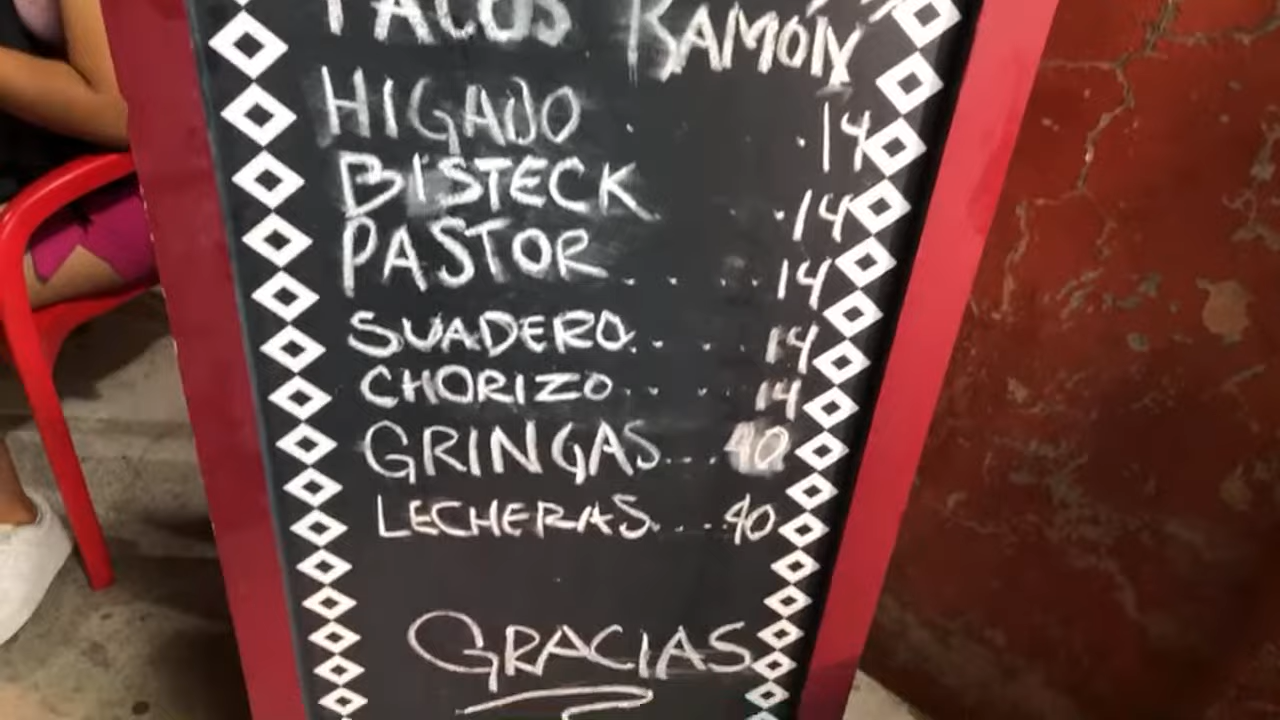 TACOS RAMÓN
HIGADO . . 14
BISTECK . . 14
PASTOR . . . . 14
SUADERO . . . . 14
CHORIZO . . . . 14
GRINGAS . . . 40
LECHERAS . . . 40
GRACIAS